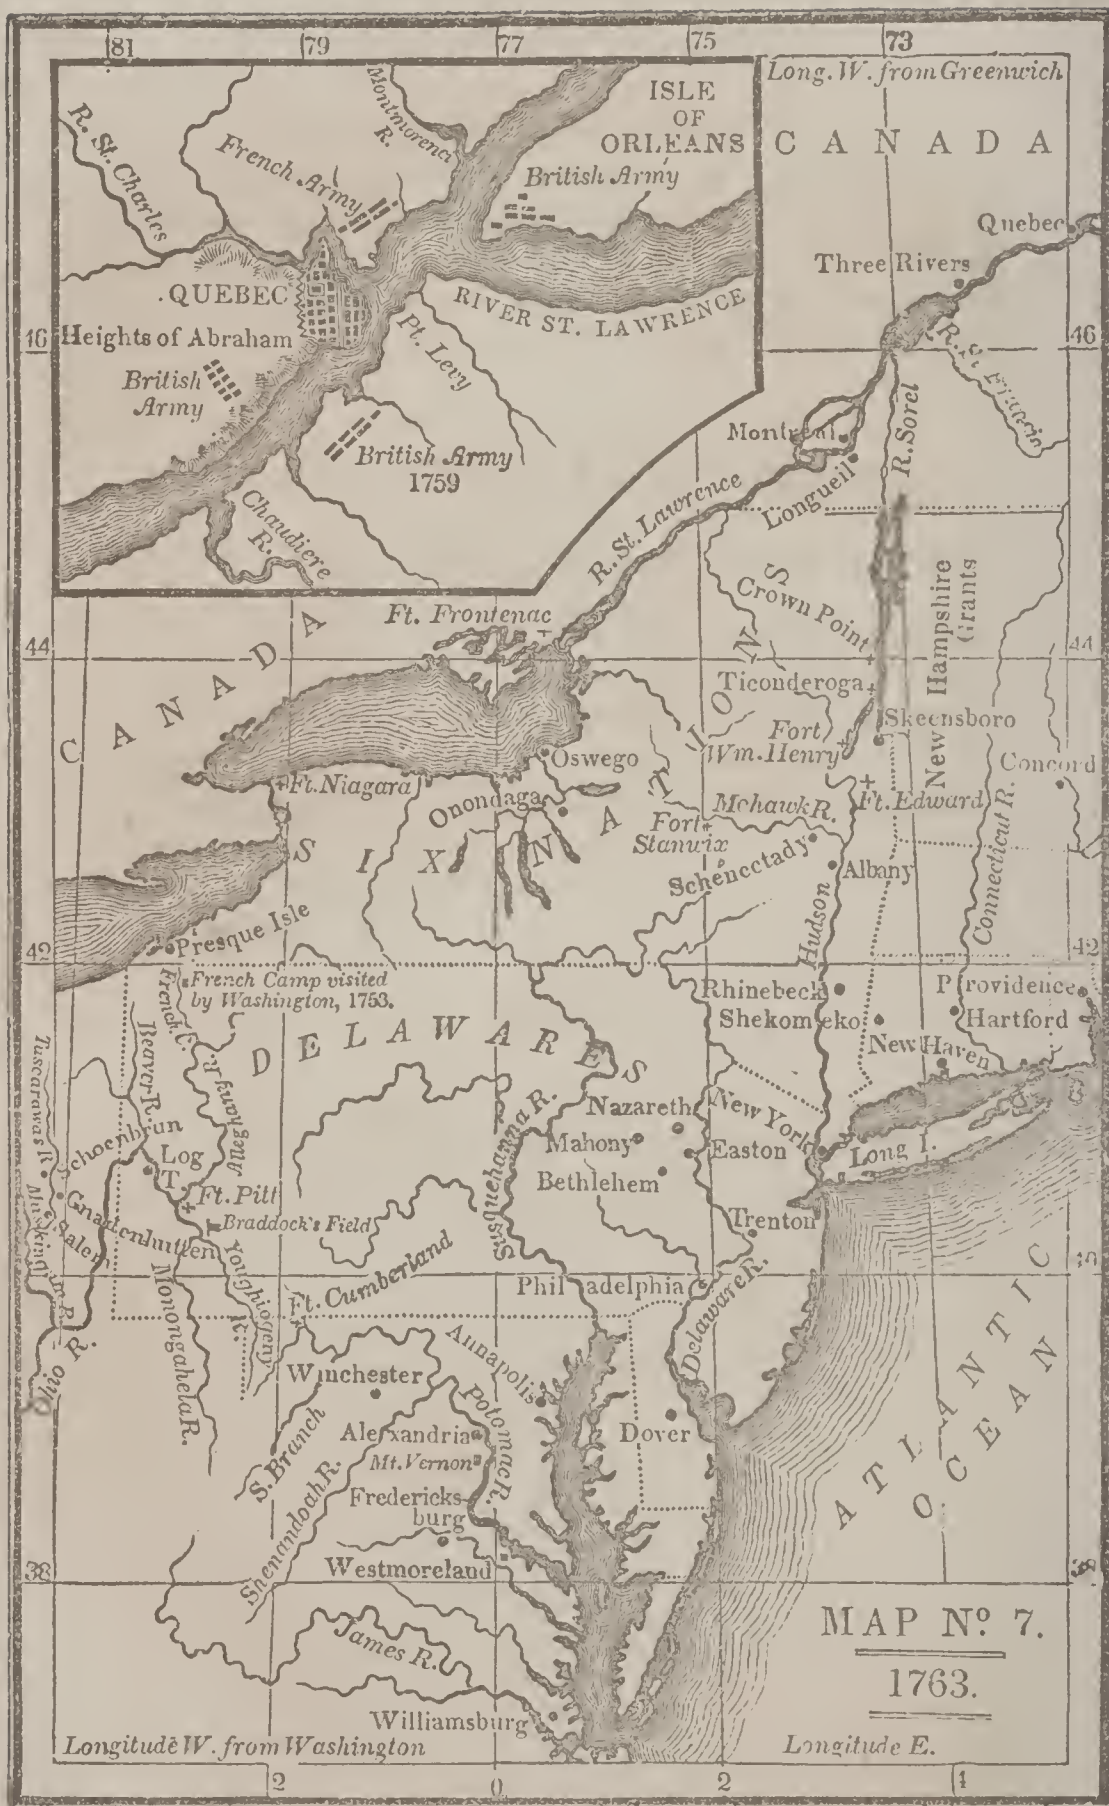 81 79 77 75 73
Long. W. from Greenwich
CANADA
ISLE
OF
ORLEANS
British Army
Montmorenci
R.
French Army
R. St. Charles
QUEBEC
Heights of Abraham
British
Army
RIVER ST. LAWRENCE
Pt. Levy
British Army
1759
Chaudiere
R.
46
46
Quebec
Three Rivers
R. St. Francis
R. Sorel
Montreal
Longueil
R. St. Lawrence
CANADA
Ft. Frontenac
44
44
Crown Point
New Hampshire
Grants
Ticonderoga
Skeensboro
Fort
Wm. Henry
Concord
Oswego
Ft. Niagara
Onondaga
SIX NATIONS
Mohawk R.
Ft. Edward
Fort
Stanwix
Schenectady
Albany
Connecticut R.
Hudson
Presque Isle
42
42
French Camp visited
by Washington, 1753.
French C.
DELAWARES
Rhinebeck
Shekomeko
Providence
Hartford
New Haven
Tuscarawas R.
Beaver R.
Alleghany R.
Susquehanna R.
Nazareth
New York
Mahony
Easton
Long I.
Bethlehem
Schoenbrun
Log
T.
Ft. Pitt
Gnadenhutten
Salem
Muskingum R.
Braddock's Field
Trenton
40
Youghiogeny
R.
Monongahela R.
Ft. Cumberland
Philadelphia
Delaware R.
Ohio R.
Annapolis
Winchester
Potomac R.
Alexandria
Dover
Mt. Vernon
S. Branch
Shenandoah R.
Fredericks-
burg
ATLANTIC
OCEAN
Westmoreland
38
38
James R.
Williamsburg
MAP No. 7.
1763.
Longitude W. from Washington
Longitude E.
2 0 2 4